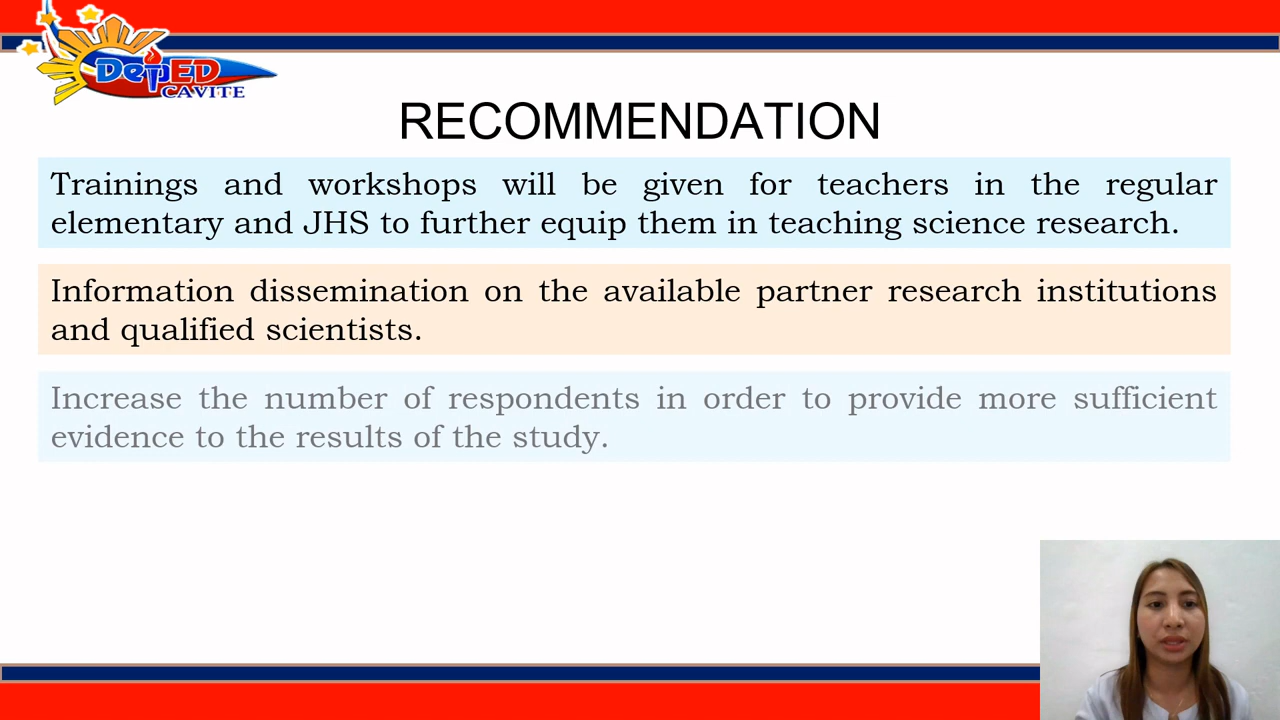 DepED
CAVITE
RECOMMENDATION
Trainings and workshops will be given for teachers in the regular
elementary and JHS to further equip them in teaching science research.
Information dissemination on the available partner research institutions
and qualified scientists.
Increase the number of respondents in order to provide more sufficient
evidence to the results of the study.